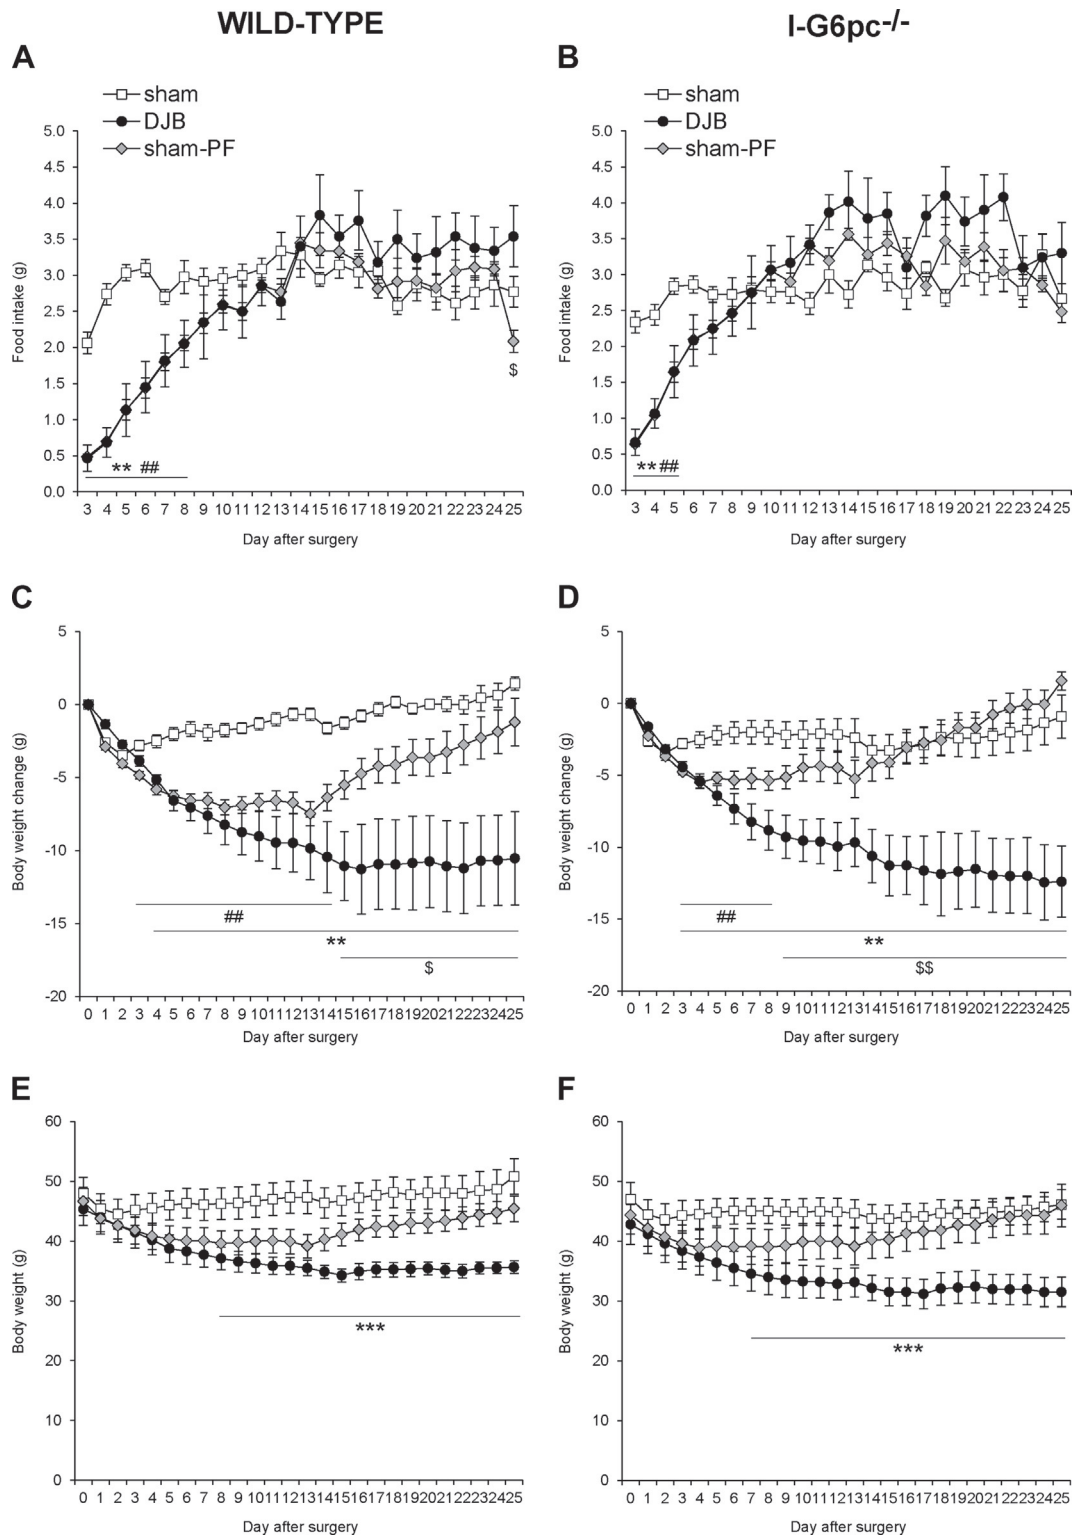 WILD-TYPE
I-G6pc-/-
A
sham
DJB
sham-PF
5.0
4.5
4.0
3.5
3.0
2.5
2.0
1.5
1.0
0.5
0.0
Food intake (g)
** ##
$
3 4 5 6 7 8 9 10 11 12 13 14 15 16 17 18 19 20 21 22 23 24 25
Day after surgery
B
sham
DJB
sham-PF
5.0
4.5
4.0
3.5
3.0
2.5
2.0
1.5
1.0
0.5
0.0
Food intake (g)
**##
3 4 5 6 7 8 9 10 11 12 13 14 15 16 17 18 19 20 21 22 23 24 25
Day after surgery
C
5
0
-5
-10
-15
-20
Body weight change (g)
##
**
$
0 1 2 3 4 5 6 7 8 9 10 11 12 13 14 15 16 17 18 19 20 21 22 23 24 25
Day after surgery
D
5
0
-5
-10
-15
-20
Body weight change (g)
##
**
$$
0 1 2 3 4 5 6 7 8 9 10 11 12 13 14 15 16 17 18 19 20 21 22 23 24 25
Day after surgery
E
60
50
40
30
20
10
0
Body weight (g)
***
0 1 2 3 4 5 6 7 8 9 10 11 12 13 14 15 16 17 18 19 20 21 22 23 24 25
Day after surgery
F
60
50
40
30
20
10
0
Body weight (g)
***
0 1 2 3 4 5 6 7 8 9 10 11 12 13 14 15 16 17 18 19 20 21 22 23 24 25
Day after surgery